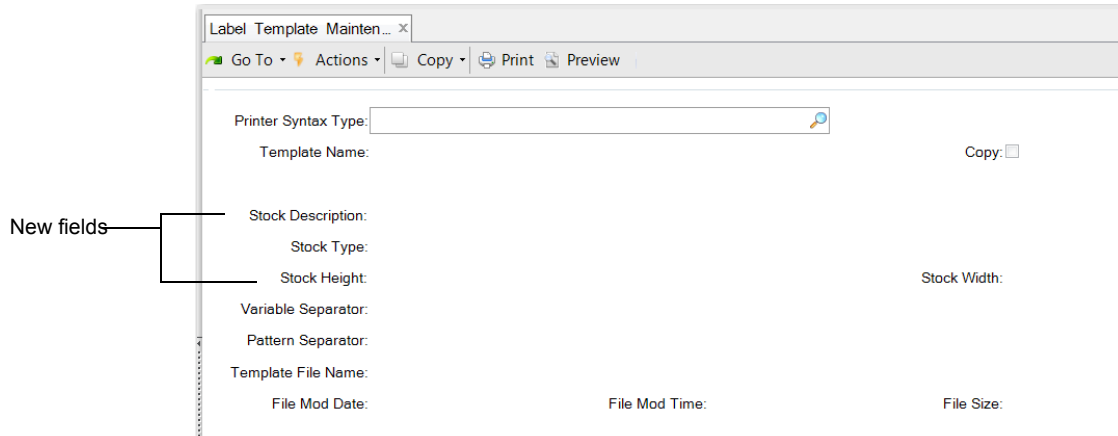 Label Template Mainten... x
Go To Actions Copy Print Preview
Printer Syntax Type:
Template Name: Copy:
New fields
Stock Description:
Stock Type:
Stock Height: Stock Width:
Variable Separator:
Pattern Separator:
Template File Name:
File Mod Date: File Mod Time: File Size: